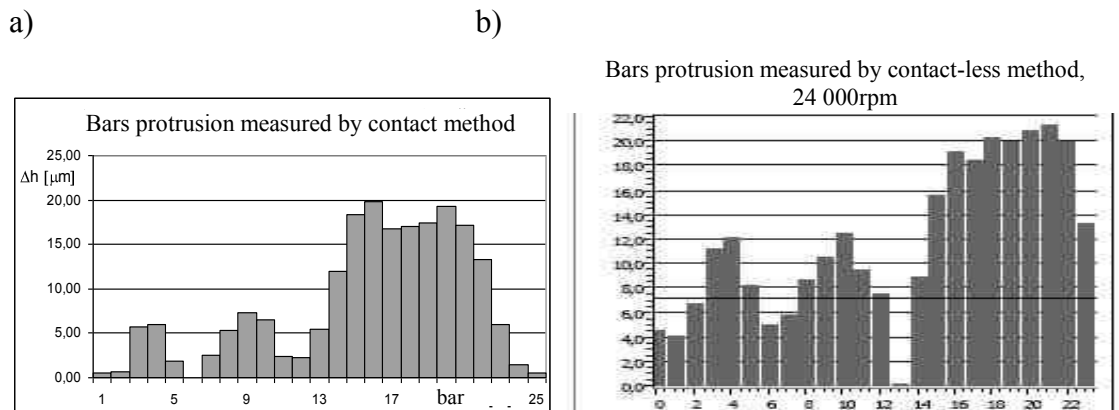 a)
b)
Bars protrusion measured by contact method
25,00
Δh [μm]
20,00
15,00
10,00
5,00
0,00
1 5 9 13 17 bar 25
Bars protrusion measured by contact-less method,
24 000rpm
22,0
20,0
18,0
16,0
14,0
12,0
10,0
8,0
6,0
4,0
2,0
0,0
0 2 4 6 8 10 12 14 16 18 20 22